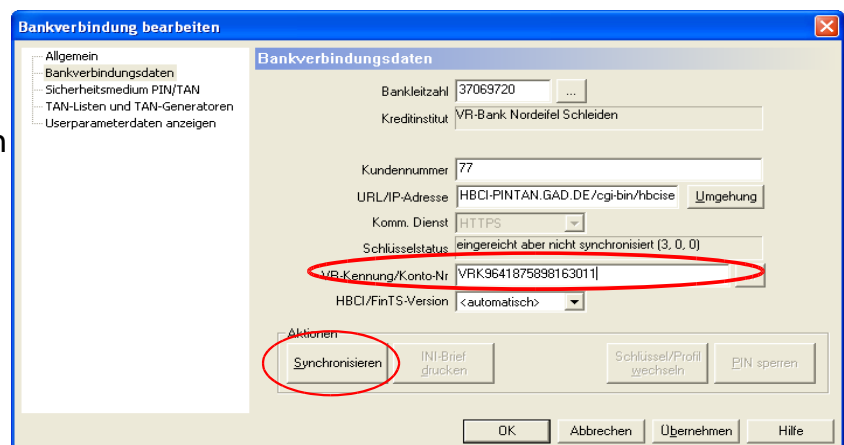 Bankverbindung bearbeiten
Allgemein
Bankverbindungsdaten
Sicherheitsmedium PIN/TAN
TAN-Listen und TAN-Generatoren
Userparameterdaten anzeigen
n
Bankverbindungsdaten
Bankleitzahl 37069720 ...
Kreditinstitut VR-Bank Nordeifel Schleiden
Kundennummer 77
URL/IP-Adresse HBCI-PINTAN.GAD.DE/cgi-bin/hbcise Umgehung
Komm. Dienst HTTPS
Schlüsselstatus eingereicht aber nicht synchronisiert (3, 0, 0)
VR-Kennung/Konto-Nr VRK9641875898163011
HBCI/FinTS-Version <automatisch>
Aktionen
Synchronisieren
INI-Brief
drucken
Schlüssel/Profil
wechseln
PIN sperren
OK Abbrechen Übernehmen Hilfe